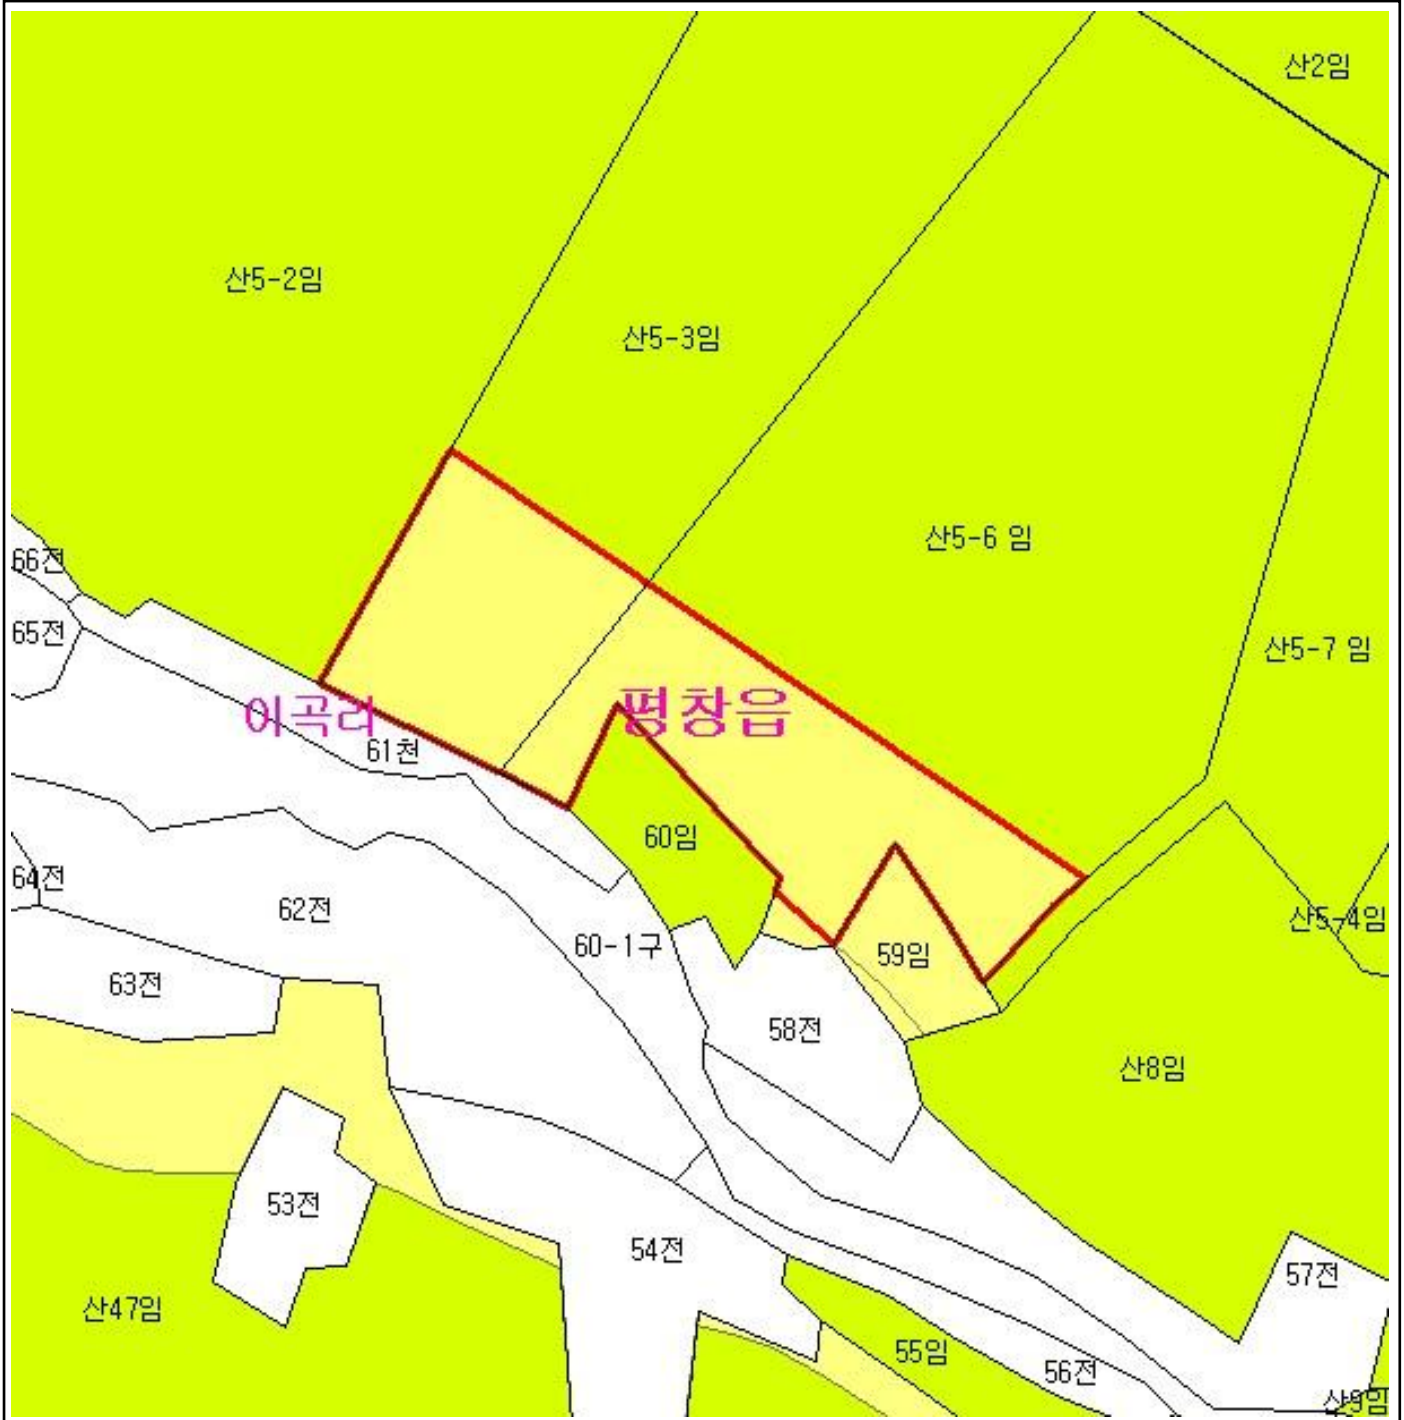 산2임
산5-2임
산5-3임
산5-6 임
66전
65전
산5-7 임
이곡리
평창읍
61천
60임
64전
62전
산5-4임
60-1구
59임
63전
58전
산8임
53전
54전
57전
산47임
55임
56전
산9임